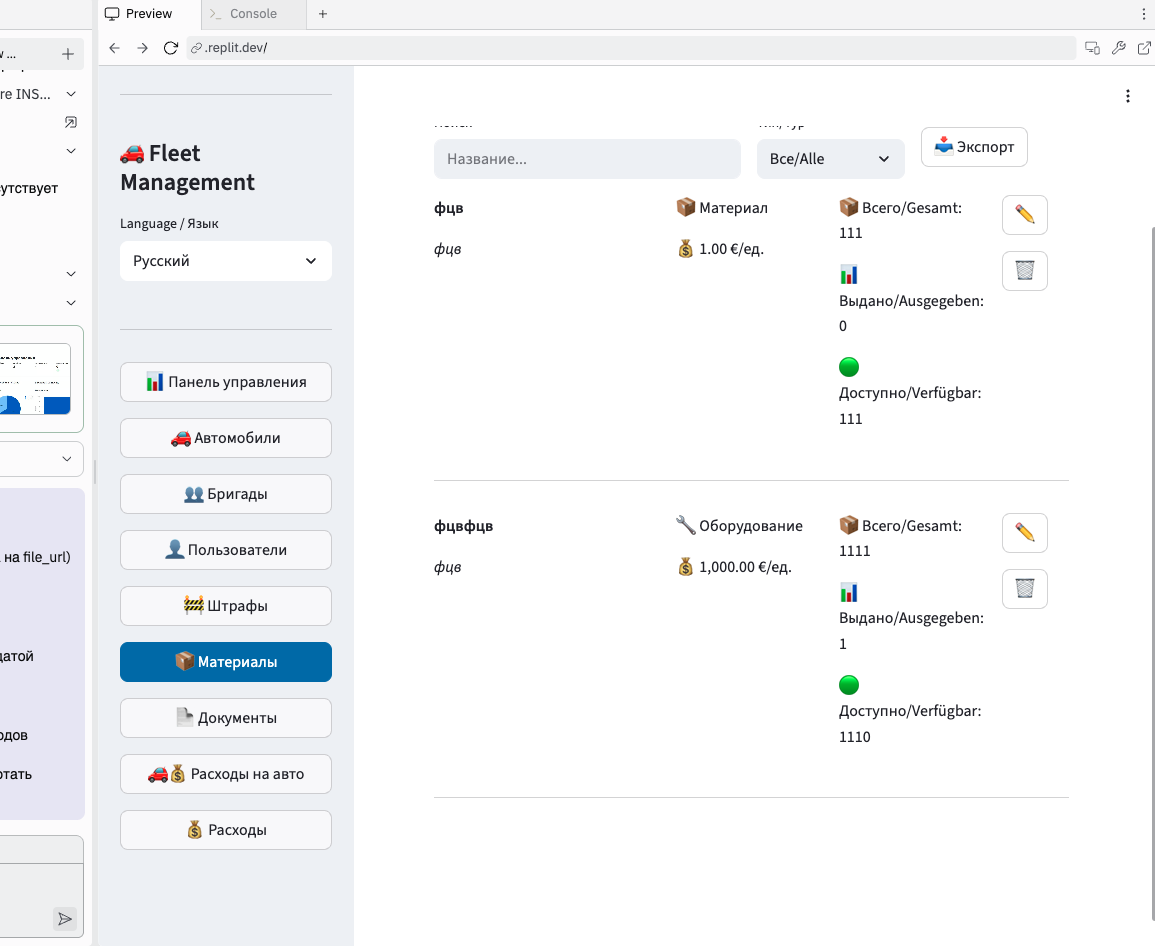 Preview
Console
.replit.dev/
re INS...
сутствует
на file_url)
датой
одов
отать
Fleet
Management
Language / Язык
Русский
Панель управления
Автомобили
Бригады
Пользователи
Штрафы
Материалы
Документы
Расходы на авто
Расходы
Название...
Все/Alle
Экспорт
фцв
фцв
Материал
1.00 €/ед.
Всего/Gesamt:
111
Выдано/Ausgegeben:
0
Доступно/Verfügbar:
111
фцвфцв
фцв
Оборудование
1,000.00 €/ед.
Всего/Gesamt:
1111
Выдано/Ausgegeben:
1
Доступно/Verfügbar:
1110